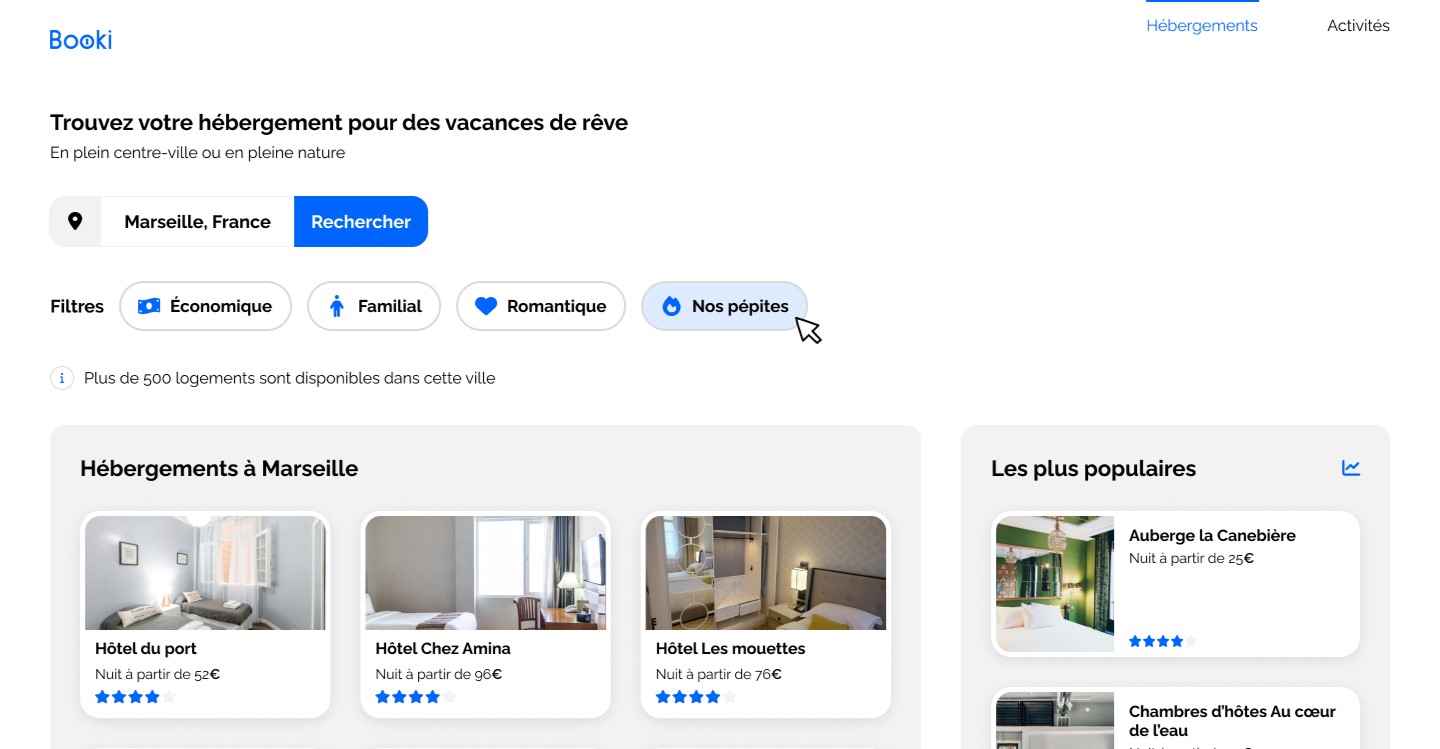 Booki
Hébergements
Activités
Trouvez votre hébergement pour des vacances de rêve
En plein centre-ville ou en pleine nature
Marseille, France
Rechercher
Filtres
Économique
Familial
Romantique
Nos pépites
Plus de 500 logements sont disponibles dans cette ville
Hébergements à Marseille
Hôtel du port
Nuit à partir de 52€
Hôtel Chez Amina
Nuit à partir de 96€
Hôtel Les mouettes
Nuit à partir de 76€
Les plus populaires
Auberge la Canebière
Nuit à partir de 25€
Chambres d'hôtes Au cœur
de l'eau